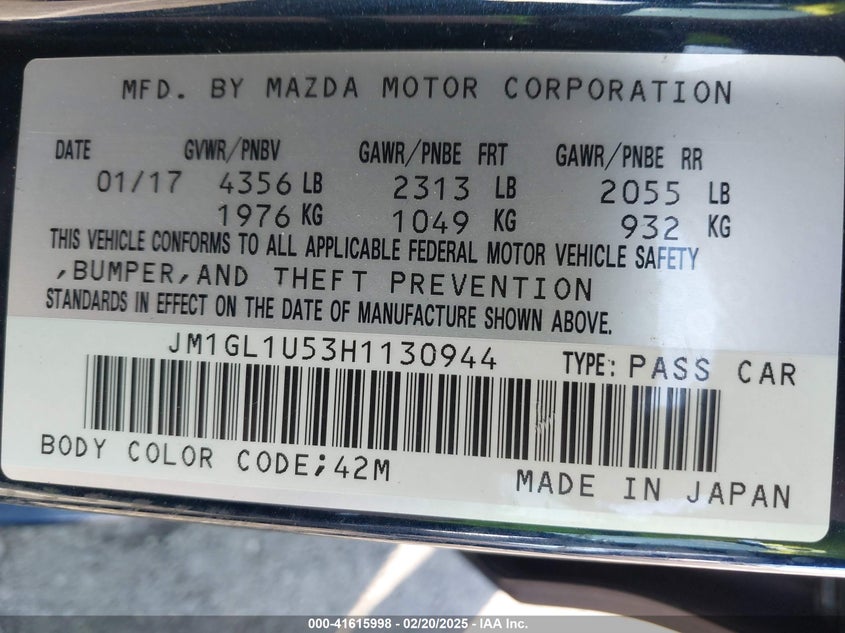 MFD. BY MAZDA MOTOR CORPORATION
DATE GVWR/PNBV GAWR/PNBE FRT GAWR/PNBE RR
01/17 4356 LB 2313 LB 2055 LB
1976 KG 1049 KG 932 KG
THIS VEHICLE CONFORMS TO ALL APPLICABLE FEDERAL MOTOR VEHICLE SAFETY
,BUMPER,AND THEFT PREVENTION
STANDARDS IN EFFECT ON THE DATE OF MANUFACTURE SHOWN ABOVE.
JM1GL1U53H1130944 TYPE: PASS CAR
BODY COLOR CODE;42M MADE IN JAPAN
000-41615998 | 02/20/2025 | IAA Inc.